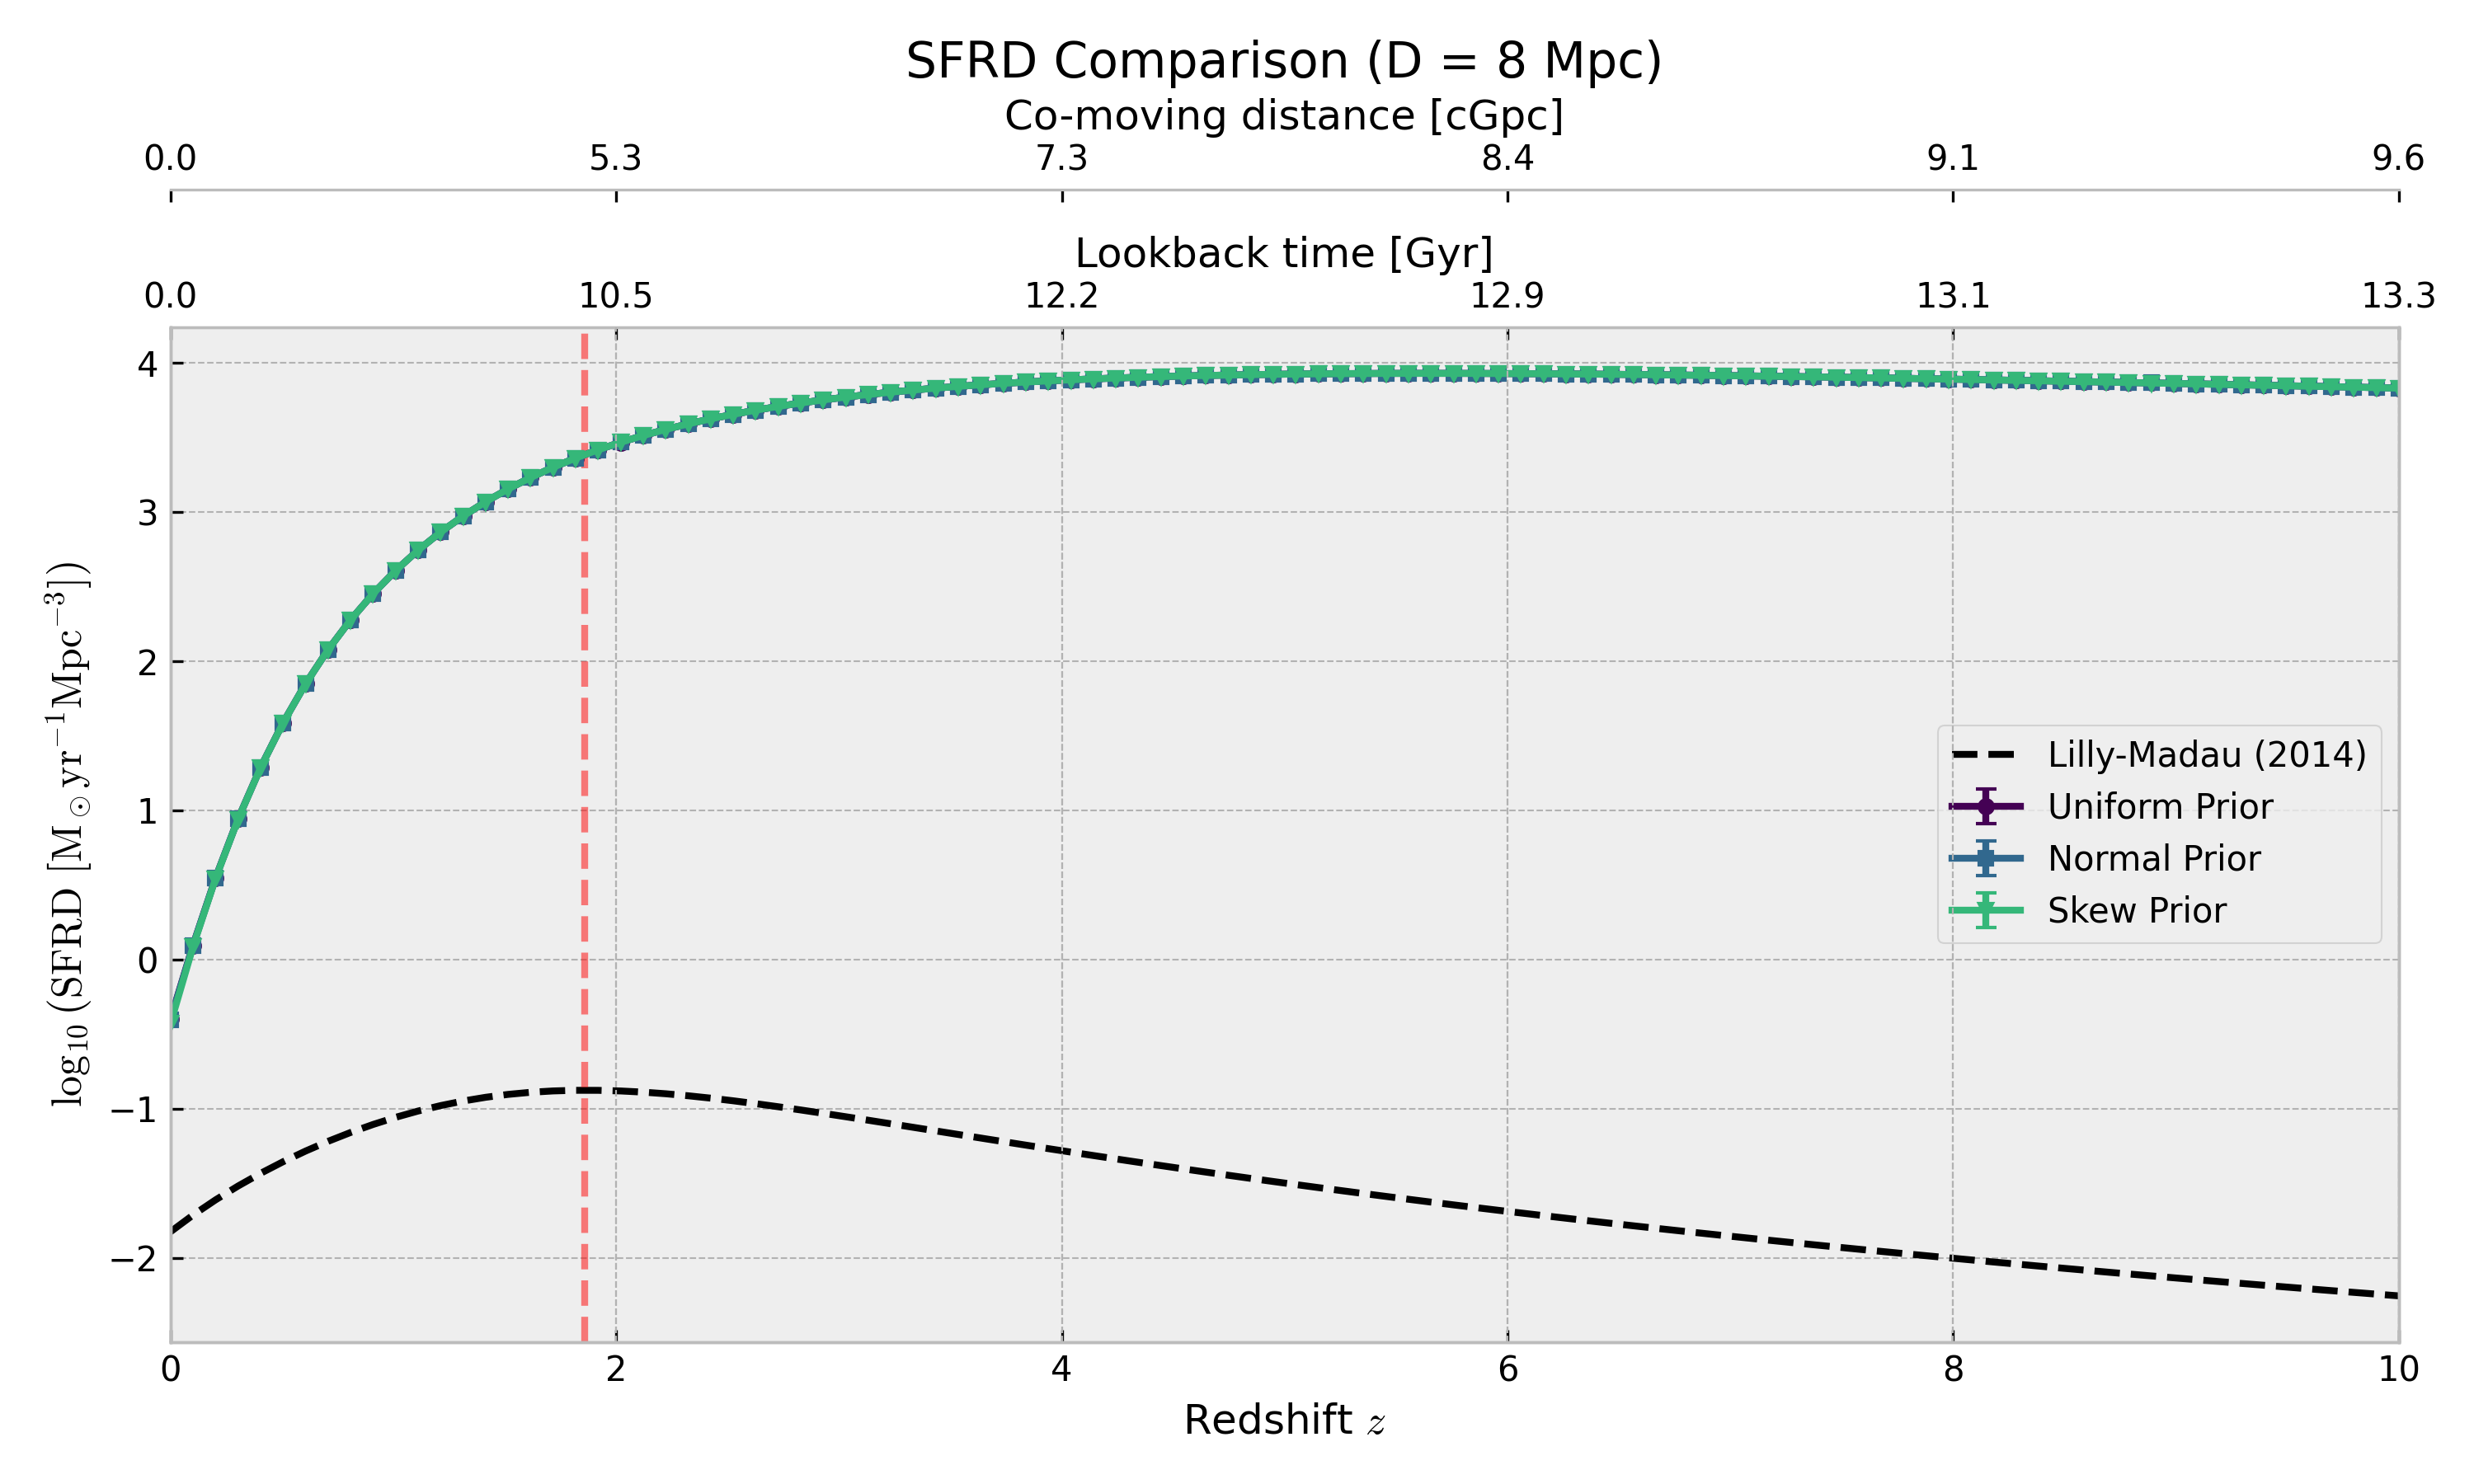 SFRD Comparison (D = 8 Mpc)
Co-moving distance [cGpc]
0.0 5.3 7.3 8.4 9.1 9.6
Lookback time [Gyr]
0.0 10.5 12.2 12.9 13.1 13.3
log₁₀(SFRD [M⊙yr⁻¹Mpc⁻³])
4
3
2
1
0
−1
−2
Lilly-Madau (2014)
Uniform Prior
Normal Prior
Skew Prior
0 2 4 6 8 10
Redshift z